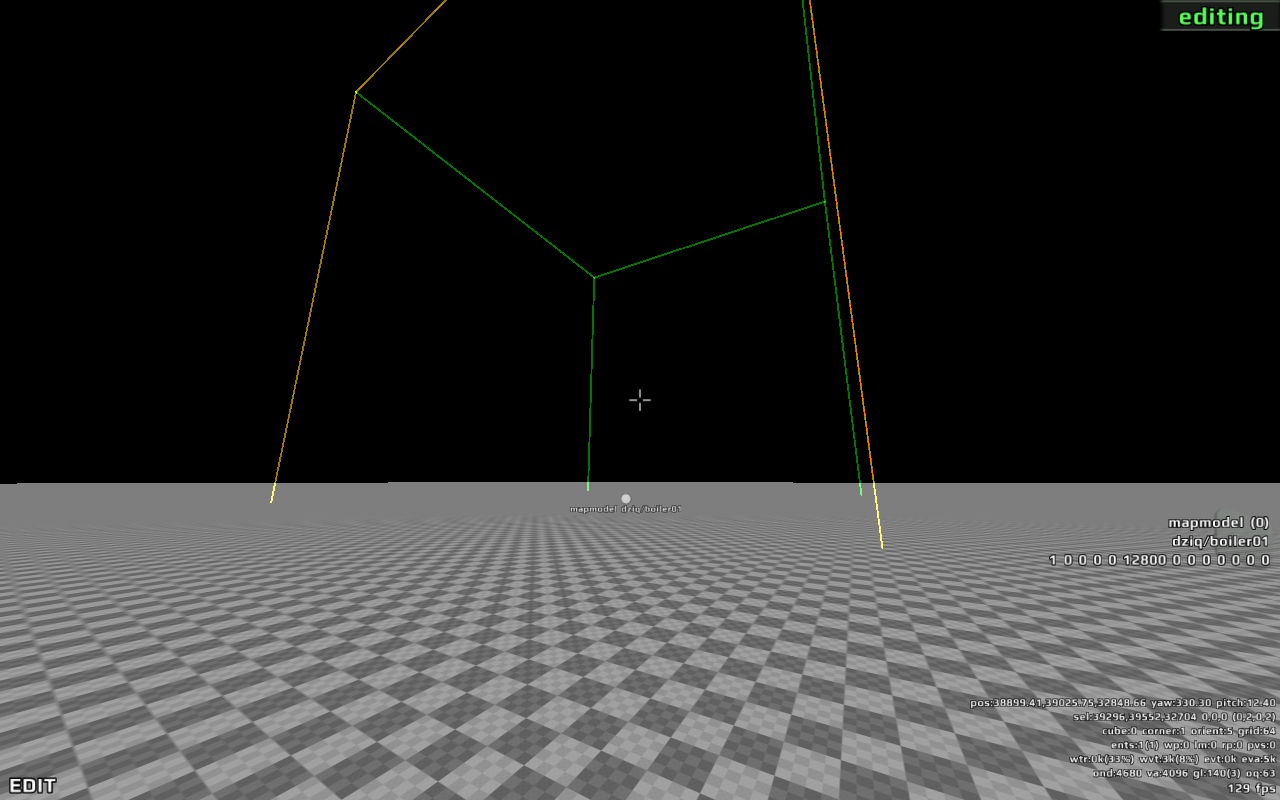 editing
mapmodel dziq/boiler01
mapmodel (0)
dziq/boiler01
1 0 0 0 0 12800 0 0 0 0 0 0 0 0
pos:38899.41,39025.75,32848.66 yaw:330.30 pitch:12.40
sel:39296,39552,32704 0,0,0 (0,2,0,2)
cube:0 corner:1 orient:5 grid:64
ents:1(1) wp:0 lm:0 rp:0 pvs:0
wtr:0k(33%) wvt:3k(8%) evt:0k eva:5k
ond:4680 va:4096 gl:140(3) oq:63
EDIT
129 fps